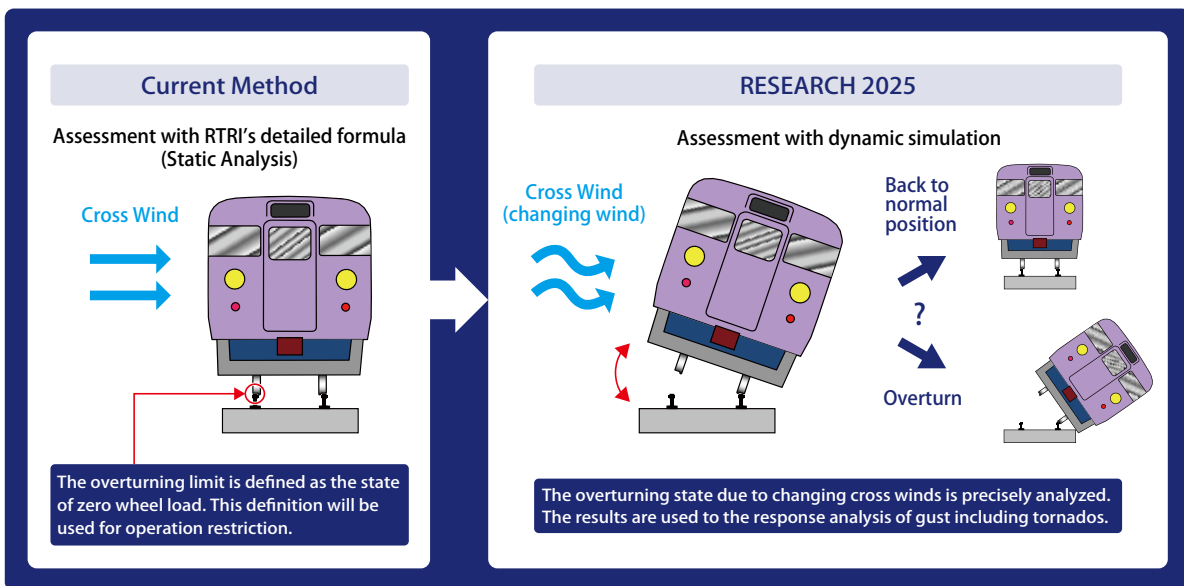 Current Method
Assessment with RTRI's detailed formula
(Static Analysis)
Cross Wind
The overturning limit is defined as the state
of zero wheel load. This definition will be
used for operation restriction.
RESEARCH 2025
Assessment with dynamic simulation
Cross Wind
(changing wind)
Back to
normal
position
?
Overturn
The overturning state due to changing cross winds is precisely analyzed.
The results are used to the response analysis of gust including tornados.